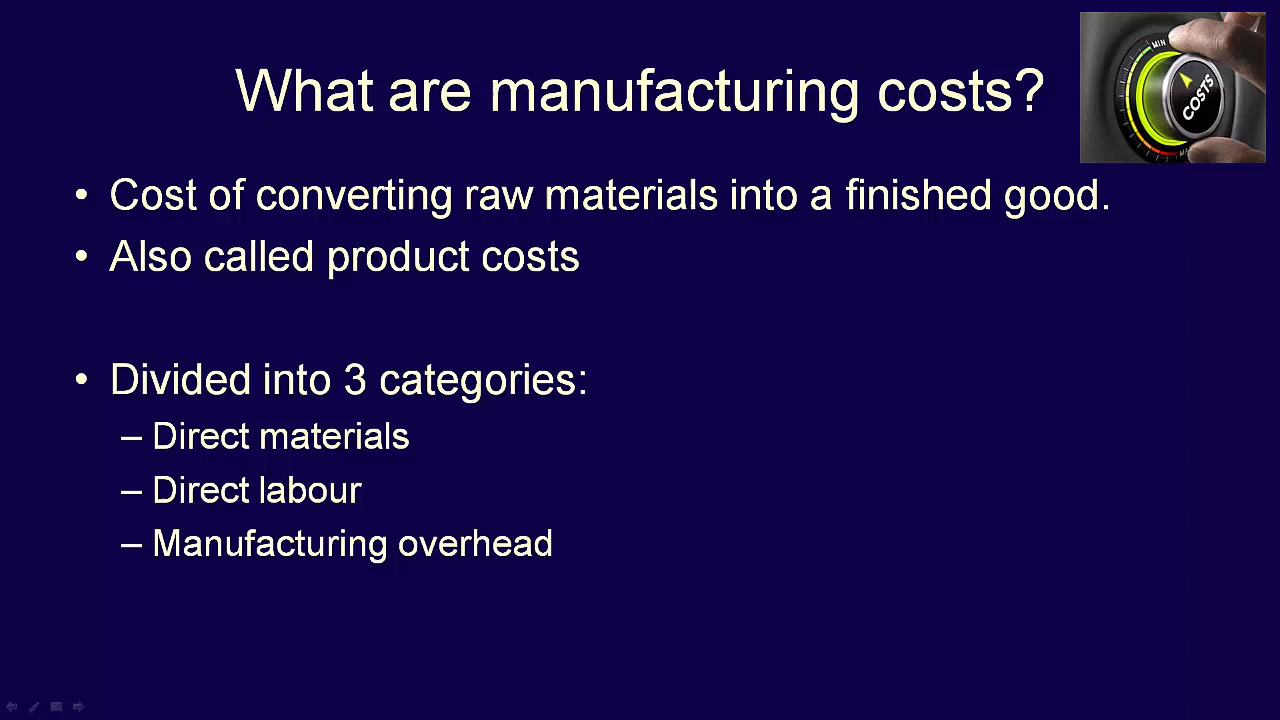 What are manufacturing costs?
MIN
COSTS
• Cost of converting raw materials into a finished good.
• Also called product costs
• Divided into 3 categories:
– Direct materials
– Direct labour
– Manufacturing overhead